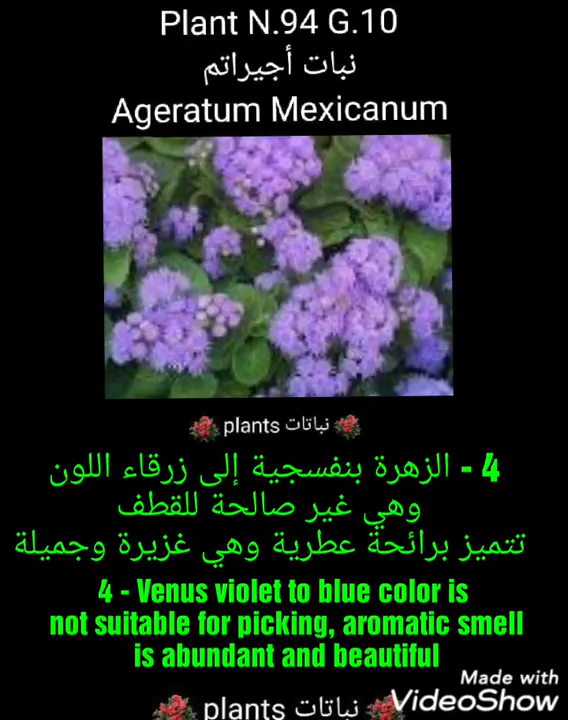 Plant N.94 G.10
نبات أجيراتم
Ageratum Mexicanum
plants نباتات
4 - الزهرة بنفسجية إلى زرقاء اللون
وهي غير صالحة للقطف
تتميز برائحة عطرية وهي غزيرة وجميلة
4 - Venus violet to blue color is
not suitable for picking, aromatic smell
is abundant and beautiful
Made with
VideoShow
plants نباتات